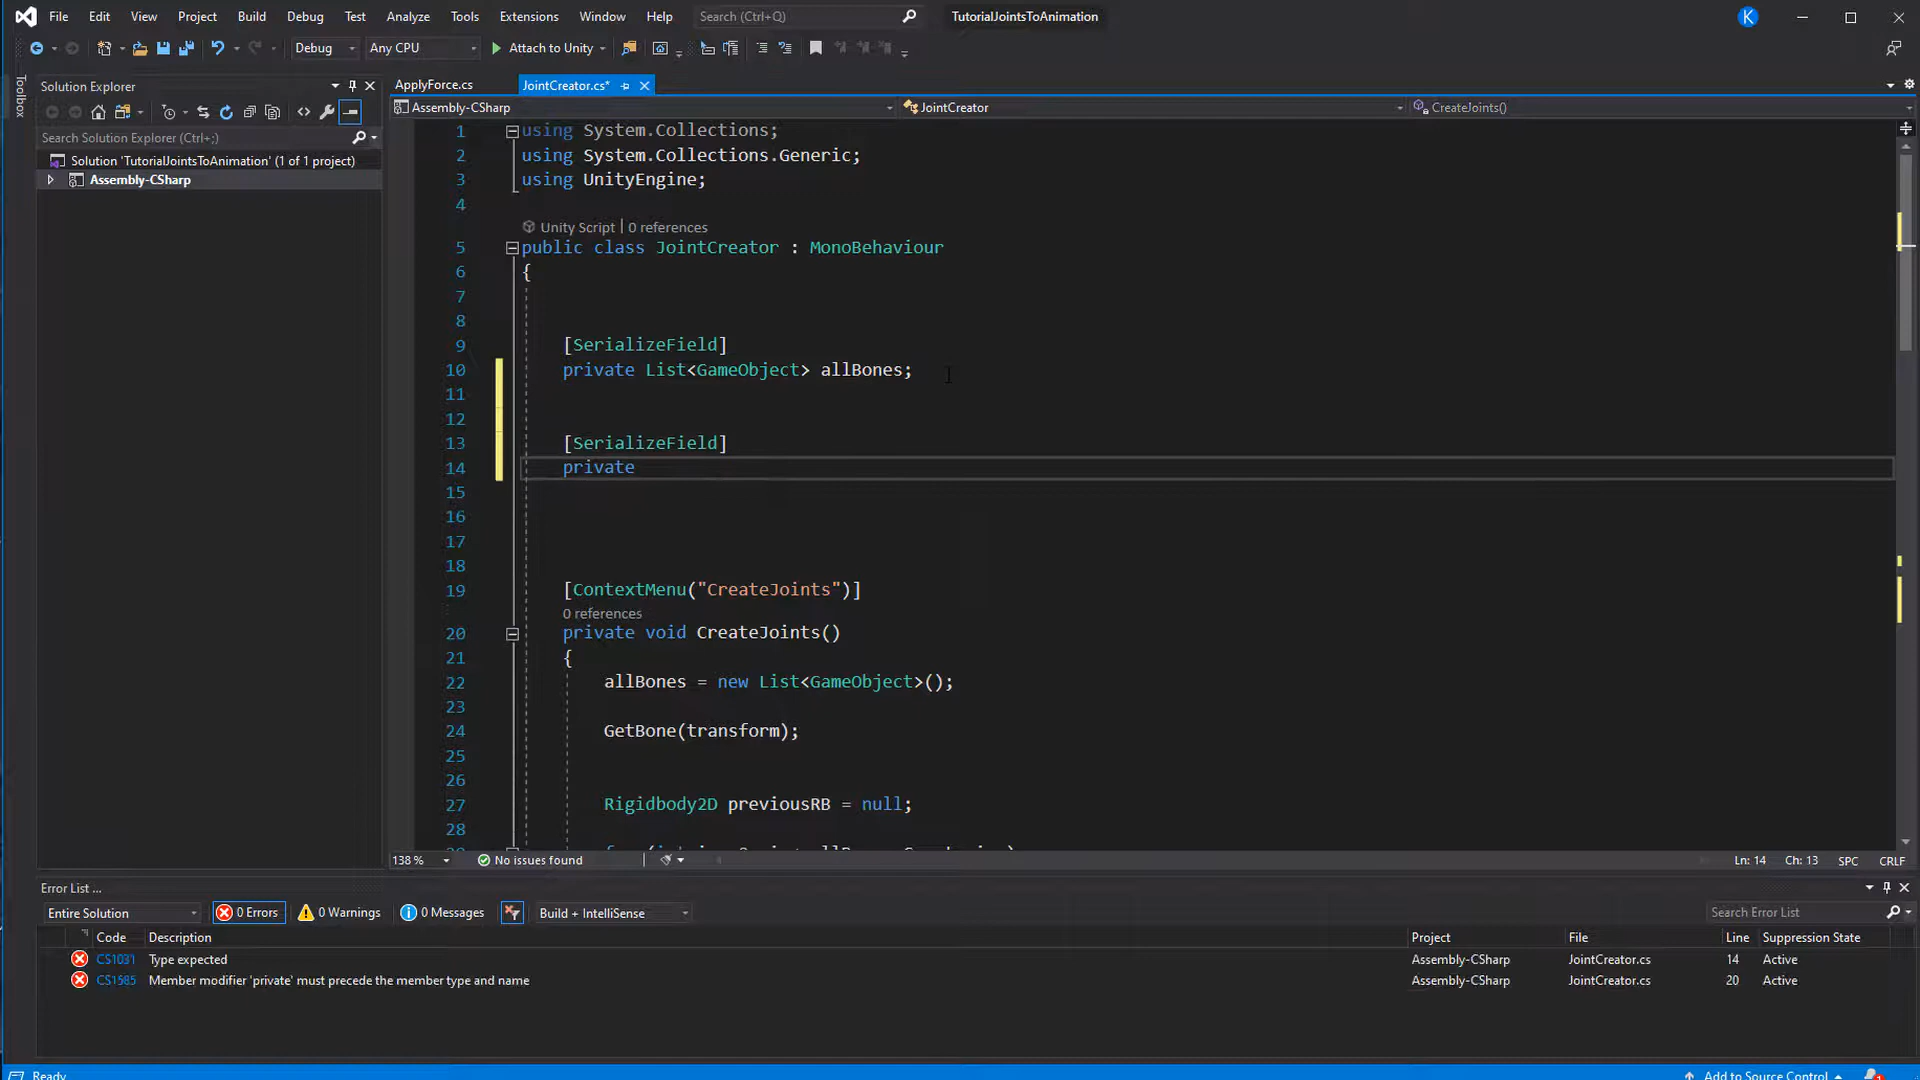 File Edit View Project Build Debug Test Analyze Tools Extensions Window Help Search (Ctrl+Q) TutorialJointsToAnimation K
Debug Any CPU Attach to Unity
Toolbox
Solution Explorer
Search Solution Explorer (Ctrl+;)
Solution 'TutorialJointsToAnimation' (1 of 1 project)
Assembly-CSharp
ApplyForce.cs JointCreator.cs*
Assembly-CSharp JointCreator CreateJoints()
1 using System.Collections;
2 using System.Collections.Generic;
3 using UnityEngine;
4
Unity Script | 0 references
5 public class JointCreator : MonoBehaviour
6 {
7
8
9 [SerializeField]
10 private List<GameObject> allBones;
11
12
13 [SerializeField]
14 private
15
16
17
18
19 [ContextMenu("CreateJoints")]
0 references
20 private void CreateJoints()
21 {
22 allBones = new List<GameObject>();
23
24 GetBone(transform);
25
26
27 Rigidbody2D previousRB = null;
28
138 % No issues found Ln: 14 Ch: 13 SPC CRLF
Error List ...
Entire Solution 0 Errors 0 Warnings 0 Messages Build + IntelliSense Search Error List
Code Description Project File Line Suppression State
CS1031 Type expected Assembly-CSharp JointCreator.cs 14 Active
CS1585 Member modifier 'private' must precede the member type and name Assembly-CSharp JointCreator.cs 20 Active
Ready Add to Source Control